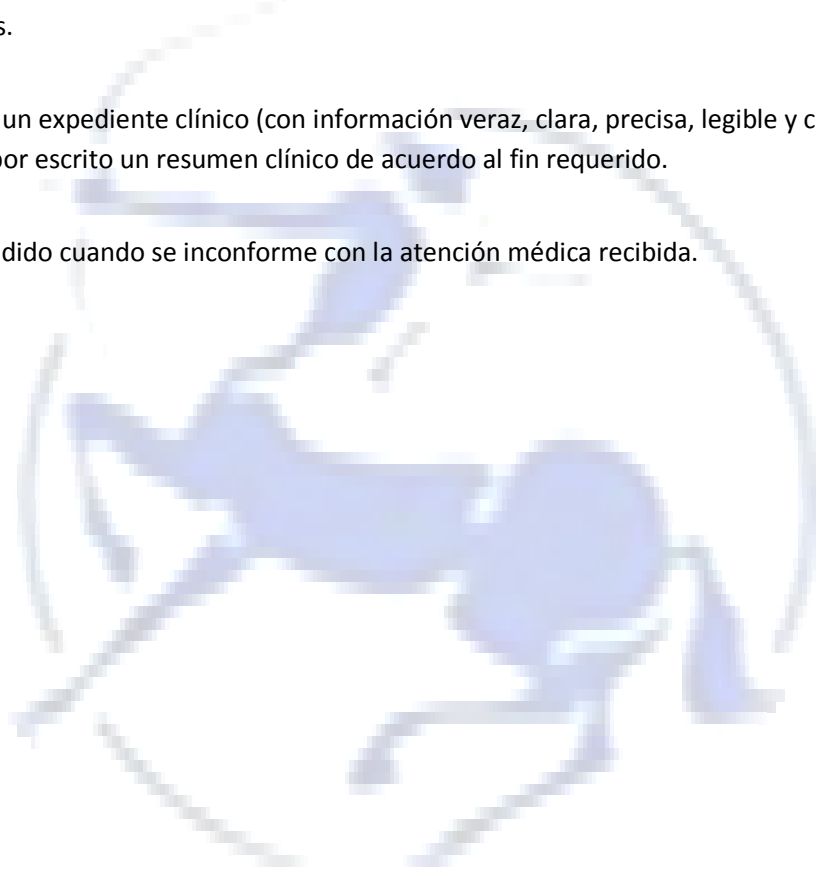 s.
un expediente clínico (con información veraz, clara, precisa, legible y c
por escrito un resumen clínico de acuerdo al fin requerido.
dido cuando se inconforme con la atención médica recibida.